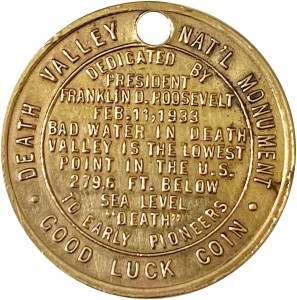 DEATH VALLEY NAT'L MONUMENT
· GOOD LUCK COIN ·
DEDICATED BY
PRESIDENT
FRANKLIN D. ROOSEVELT
FEB. 11, 1933
BAD WATER IN DEATH
VALLEY IS THE LOWEST
POINT IN THE U.S.
279.6 FT. BELOW
SEA LEVEL
"DEATH"
TO EARLY PIONEERS